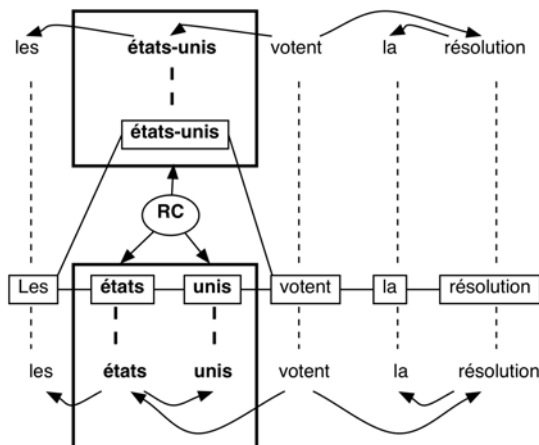 les états-unis votent la résolution
états-unis
RC
Les états unis votent la résolution
les états unis votent la résolution